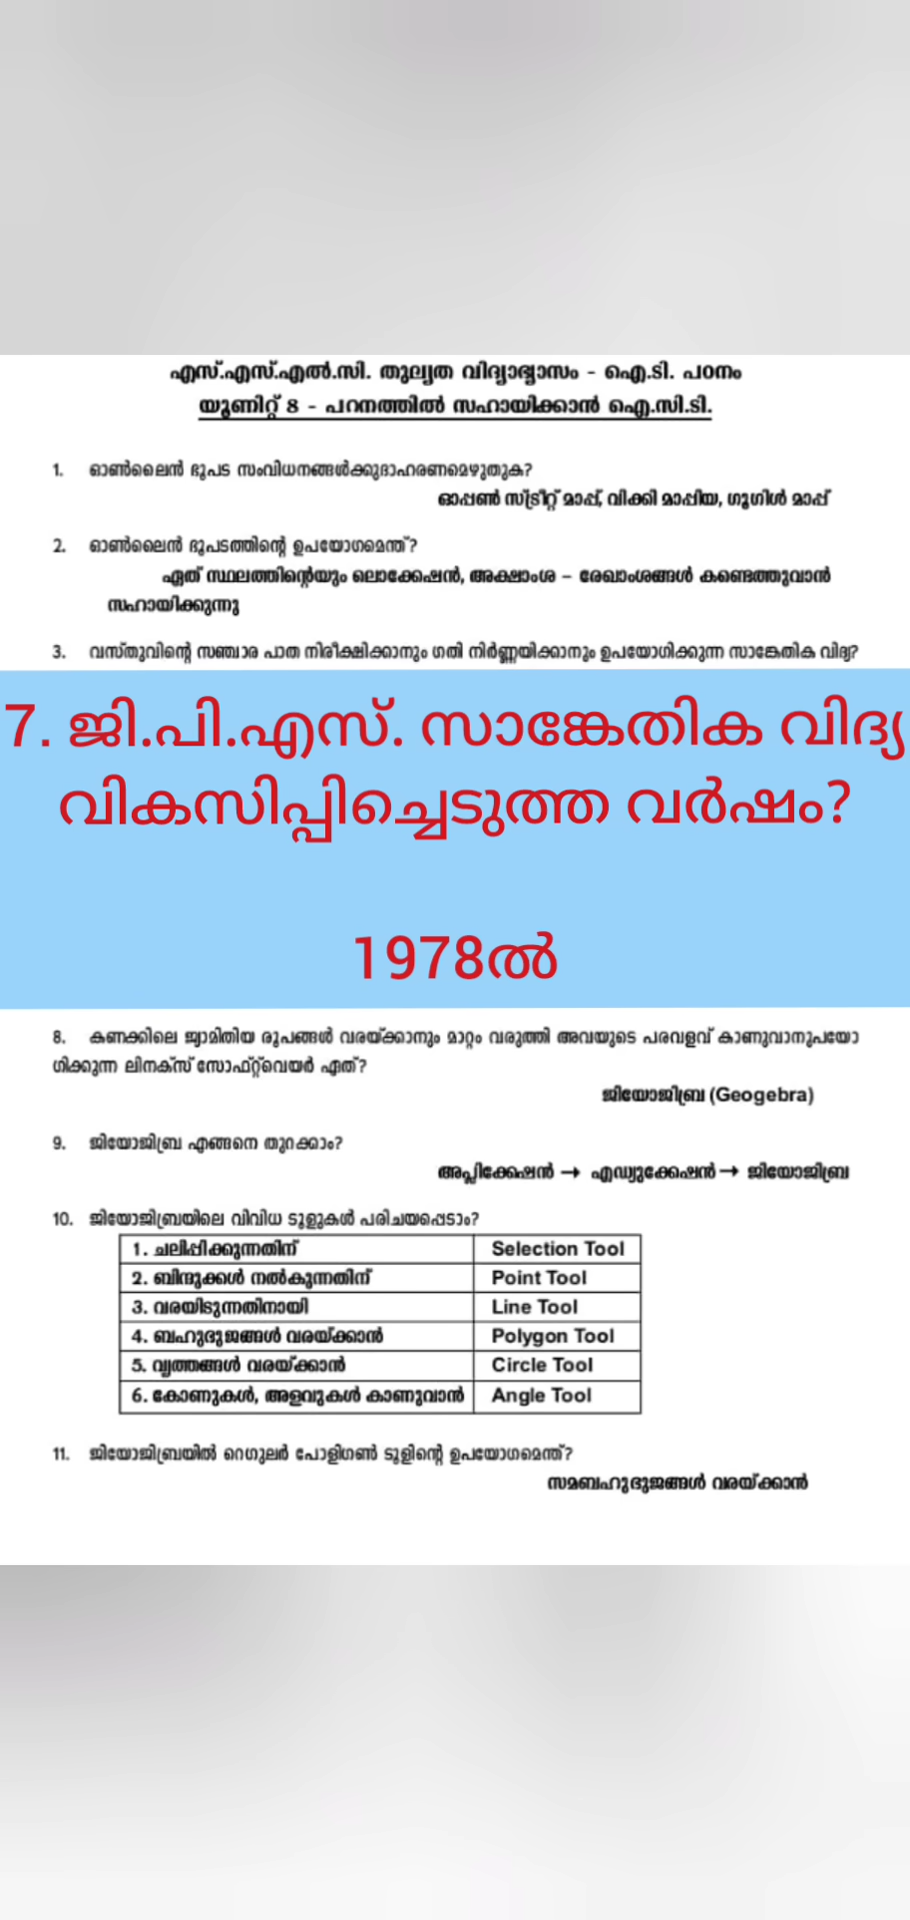 എസ്.എസ്.എൽ.സി. തുല്യത വിദ്യാഭ്യാസം - ഐ.ടി. പഠനം
യൂണിറ്റ് 8 - പഠനത്തിൽ സഹായിക്കാൻ ഐ.സി.ടി.
1. ഓൺലൈൻ ഭൂപട സംവിധനങ്ങൾക്കുദാഹരണമെഴുതുക?
ഓപ്പൺ സ്ട്രീറ്റ് മാപ്പ്, വിക്കി മാപ്പിയ, ഗൂഗിൾ മാപ്പ്
2. ഓൺലൈൻ ഭൂപടത്തിന്റെ ഉപയോഗമെന്ത്?
ഏത് സ്ഥലത്തിന്റെയും ലൊക്കേഷൻ, അക്ഷാംശ – രേഖാംശങ്ങൾ കണ്ടെത്തുവാൻ
സഹായിക്കുന്നു
3. വസ്തുവിന്റെ സഞ്ചാര പാത നിരീക്ഷിക്കാനും ഗതി നിർണ്ണയിക്കാനും ഉപയോഗിക്കുന്ന സാങ്കേതിക വിദ്യ?
7. ജി.പി.എസ്. സാങ്കേതിക വിദ്യ
വികസിപ്പിച്ചെടുത്ത വർഷം?
1978ൽ
8. കണക്കിലെ ജ്യാമിതിയ രൂപങ്ങൾ വരയ്ക്കാനും മാറ്റം വരുത്തി അവയുടെ പരവളവ് കാണുവാനുപയോ
ഗിക്കുന്ന ലിനക്സ് സോഫ്റ്റ്‌വെയർ ഏത്?
ജിയോജിബ്ര (Geogebra)
9. ജിയോജിബ്ര എങ്ങനെ തുറക്കാം?
അപ്ലിക്കേഷൻ → എഡ്യുക്കേഷൻ → ജിയോജിബ്ര
10. ജിയോജിബ്രയിലെ വിവിധ ടൂളുകൾ പരിചയപ്പെടാം?
1. ചലിപ്പിക്കുന്നതിന് Selection Tool
2. ബിന്ദുക്കൾ നൽകുന്നതിന് Point Tool
3. വരയിടുന്നതിനായി Line Tool
4. ബഹുഭുജങ്ങൾ വരയ്ക്കാൻ Polygon Tool
5. വൃത്തങ്ങൾ വരയ്ക്കാൻ Circle Tool
6. കോണുകൾ, അളവുകൾ കാണുവാൻ Angle Tool
11. ജിയോജിബ്രയിൽ റെഗുലർ പോളിഗൺ ടൂളിന്റെ ഉപയോഗമെന്ത്?
സമബഹുഭുജങ്ങൾ വരയ്ക്കാൻ